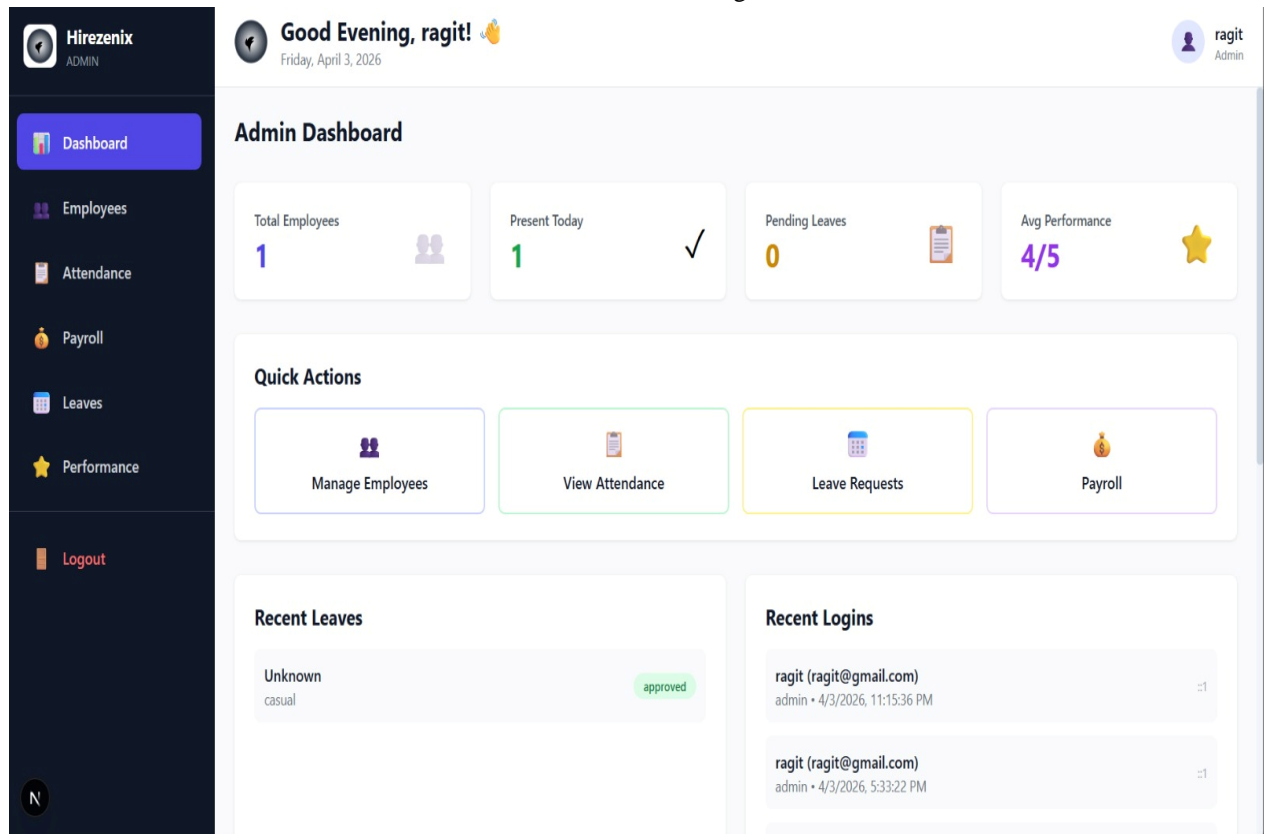 Hirezenix
ADMIN
Dashboard
Employees
Attendance
Payroll
Leaves
Performance
Logout
N
Good Evening, ragit! 👋
Friday, April 3, 2026
ragit
Admin
Admin Dashboard
Total Employees
1
Present Today
1
✓
Pending Leaves
0
Avg Performance
4/5
Quick Actions
Manage Employees
View Attendance
Leave Requests
Payroll
Recent Leaves
Unknown
casual
approved
Recent Logins
ragit (ragit@gmail.com)
admin • 4/3/2026, 11:15:36 PM
::1
ragit (ragit@gmail.com)
admin • 4/3/2026, 5:33:22 PM
::1